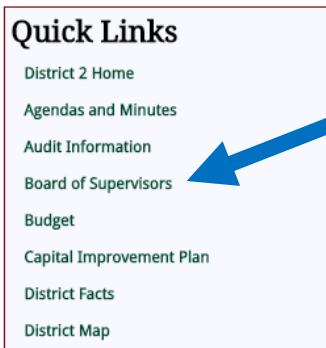 Quick Links
District 2 Home
Agendas and Minutes
Audit Information
Board of Supervisors
Budget
Capital Improvement Plan
District Facts
District Map